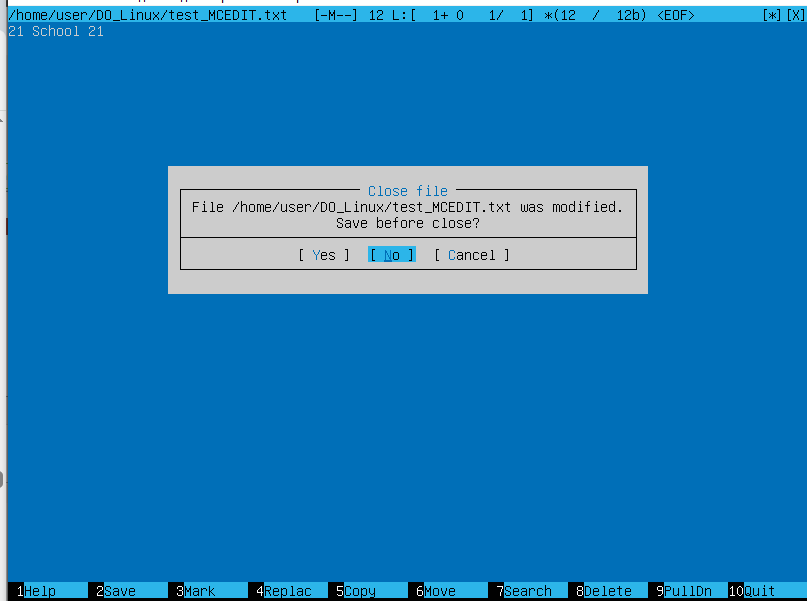 /home/user/DO_Linux/test_MCEDIT.txt [-M--] 12 L:[ 1+ 0 1/ 1] *(12 / 12b) <EOF> [*][X]
21 School 21
Close file
File /home/user/DO_Linux/test_MCEDIT.txt was modified.
Save before close?
[ Yes ] [ No ] [ Cancel ]
1Help 2Save 3Mark 4Replac 5Copy 6Move 7Search 8Delete 9PullDn 10Quit